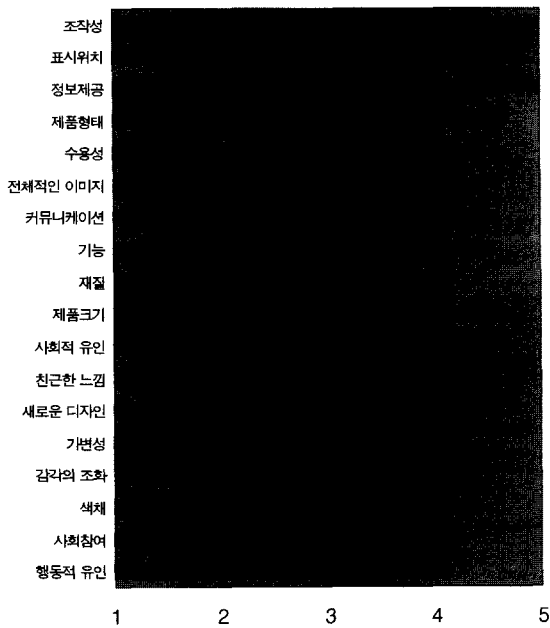 조작성
표시위치
정보제공
제품형태
수용성
전체적인 이미지
커뮤니케이션
기능
재질
제품크기
사회적 유인
친근한 느낌
새로운 디자인
가변성
감각의 조화
색채
사회참여
행동적 유인
1 2 3 4 5